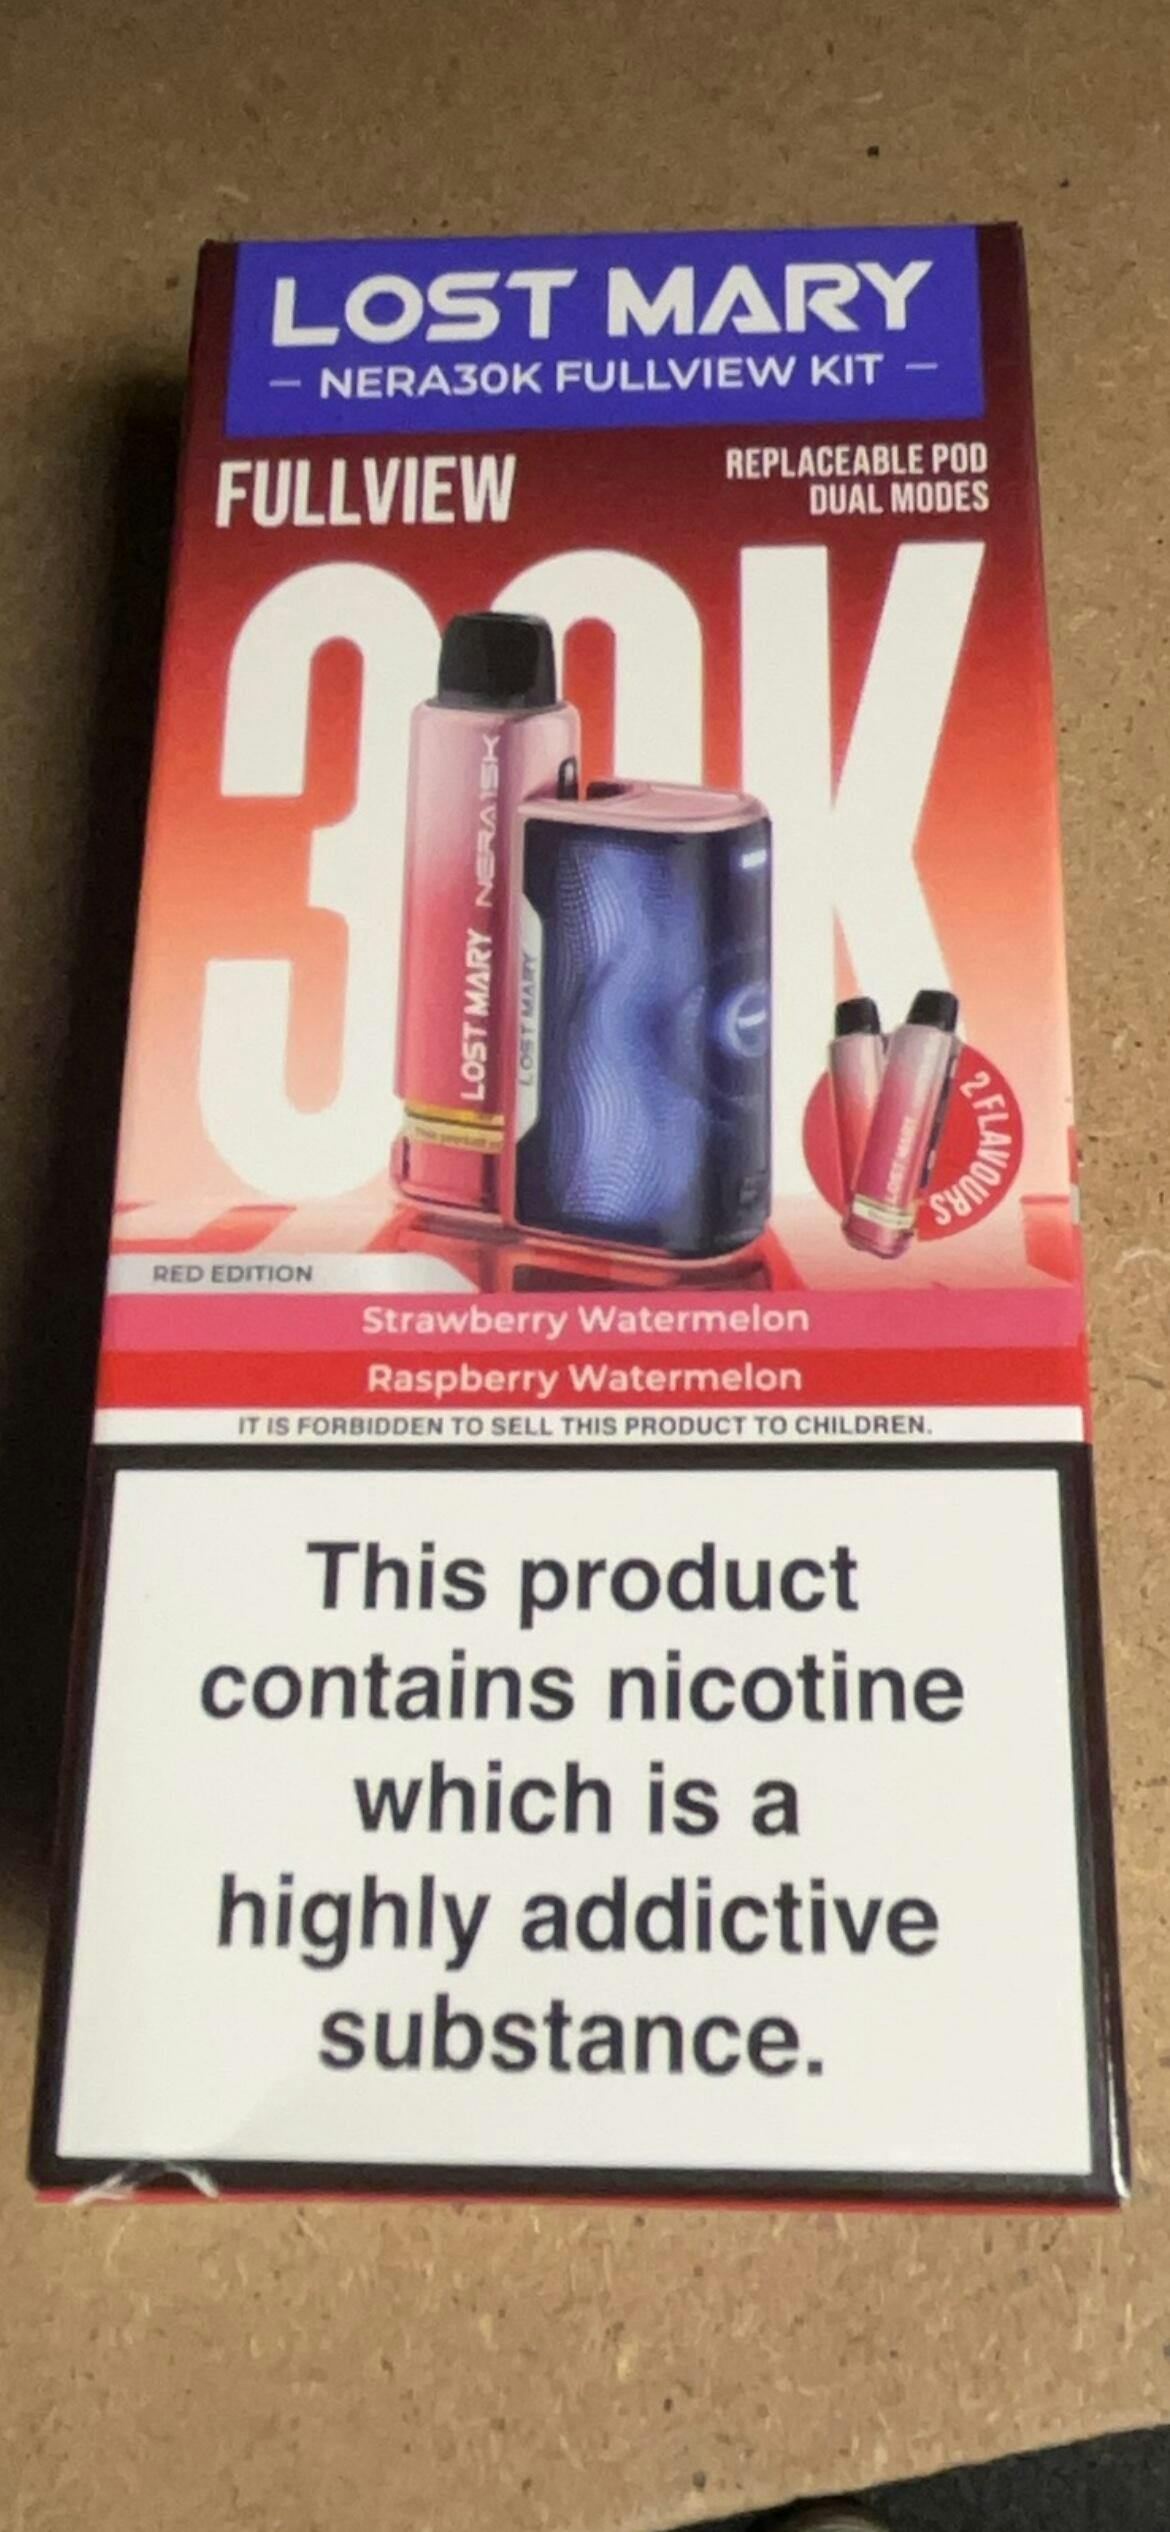 LOST MARY
— NERA30K FULLVIEW KIT —
FULLVIEW
REPLACEABLE POD
DUAL MODES
30K
NERA15K
LOST MARY
LOST MARY
LOST MARY
2 FLAVOURS
RED EDITION
Strawberry Watermelon
Raspberry Watermelon
IT IS FORBIDDEN TO SELL THIS PRODUCT TO CHILDREN.
This product
contains nicotine
which is a
highly addictive
substance.